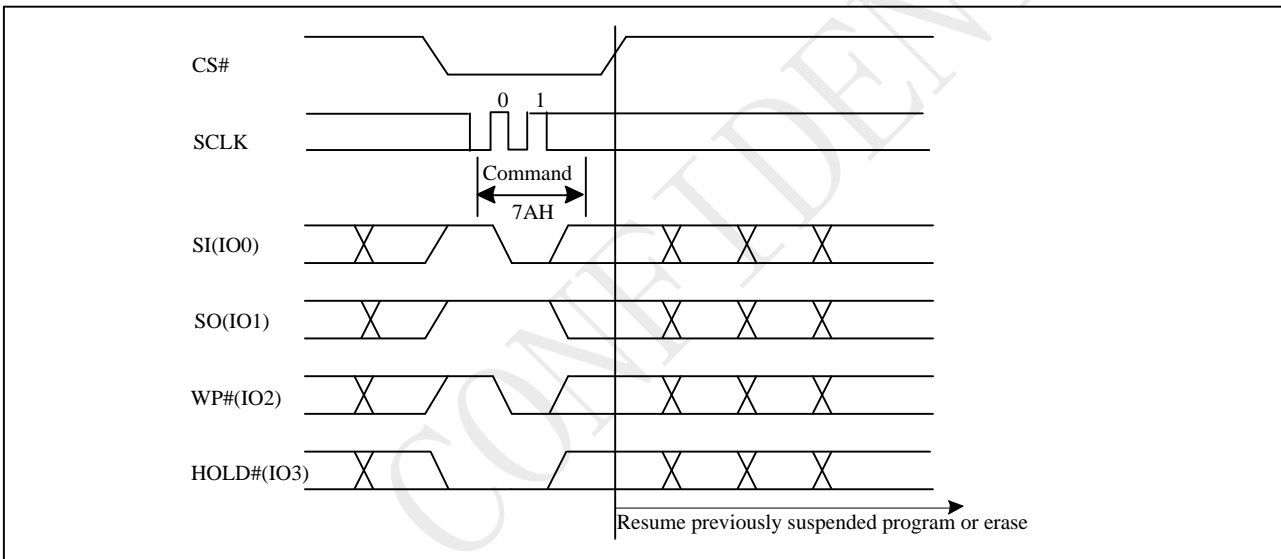 CS#
0 1
SCLK
Command
7AH
SI(IO0)
SO(IO1)
WP#(IO2)
HOLD#(IO3)
Resume previously suspended program or erase
CONFIDEN